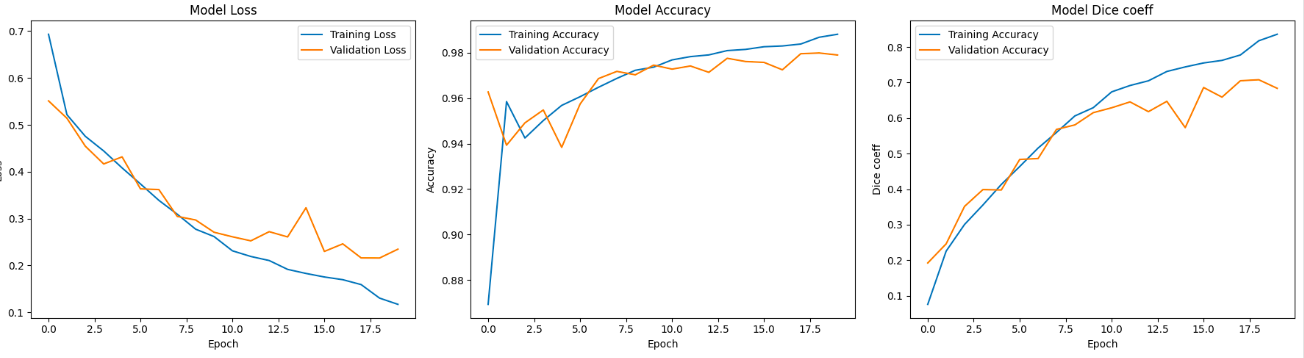 Model Loss
Training Loss
Validation Loss
0.7
0.6
0.5
0.4
0.3
0.2
0.1
0.0 2.5 5.0 7.5 10.0 12.5 15.0 17.5
Epoch
Model Accuracy
Training Accuracy
Validation Accuracy
Accuracy
0.98
0.96
0.94
0.92
0.90
0.88
0.0 2.5 5.0 7.5 10.0 12.5 15.0 17.5
Epoch
Model Dice coeff
Training Accuracy
Validation Accuracy
Dice coeff
0.8
0.7
0.6
0.5
0.4
0.3
0.2
0.1
0.0 2.5 5.0 7.5 10.0 12.5 15.0 17.5
Epoch